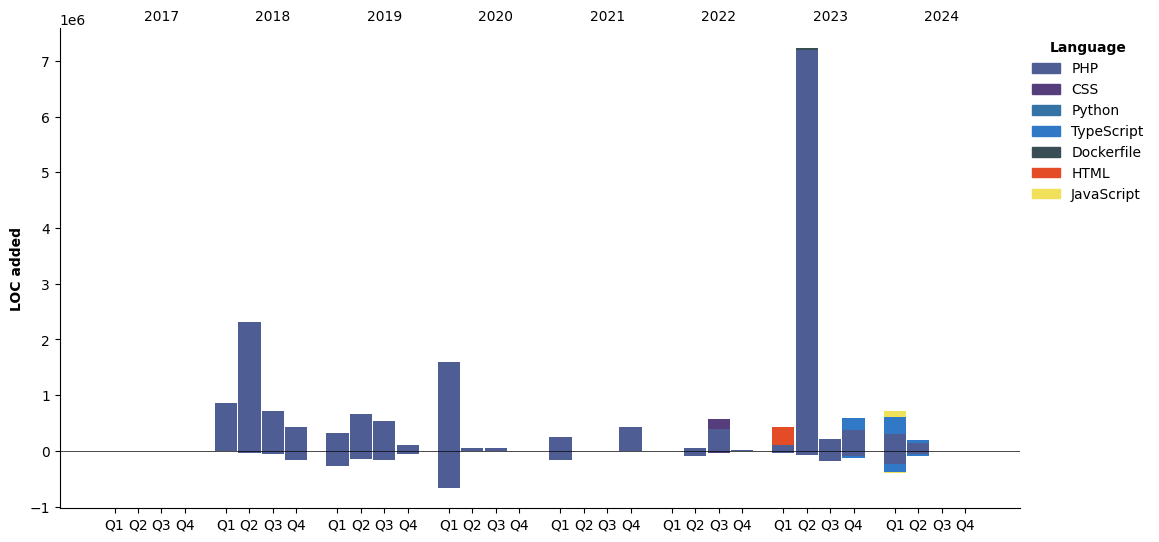 1e6
2017 2018 2019 2020 2021 2022 2023 2024
7
6
5
4
3
2
1
0
−1
LOC added
Q1 Q2 Q3 Q4 Q1 Q2 Q3 Q4 Q1 Q2 Q3 Q4 Q1 Q2 Q3 Q4 Q1 Q2 Q3 Q4 Q1 Q2 Q3 Q4 Q1 Q2 Q3 Q4 Q1 Q2 Q3 Q4
Language
PHP
CSS
Python
TypeScript
Dockerfile
HTML
JavaScript